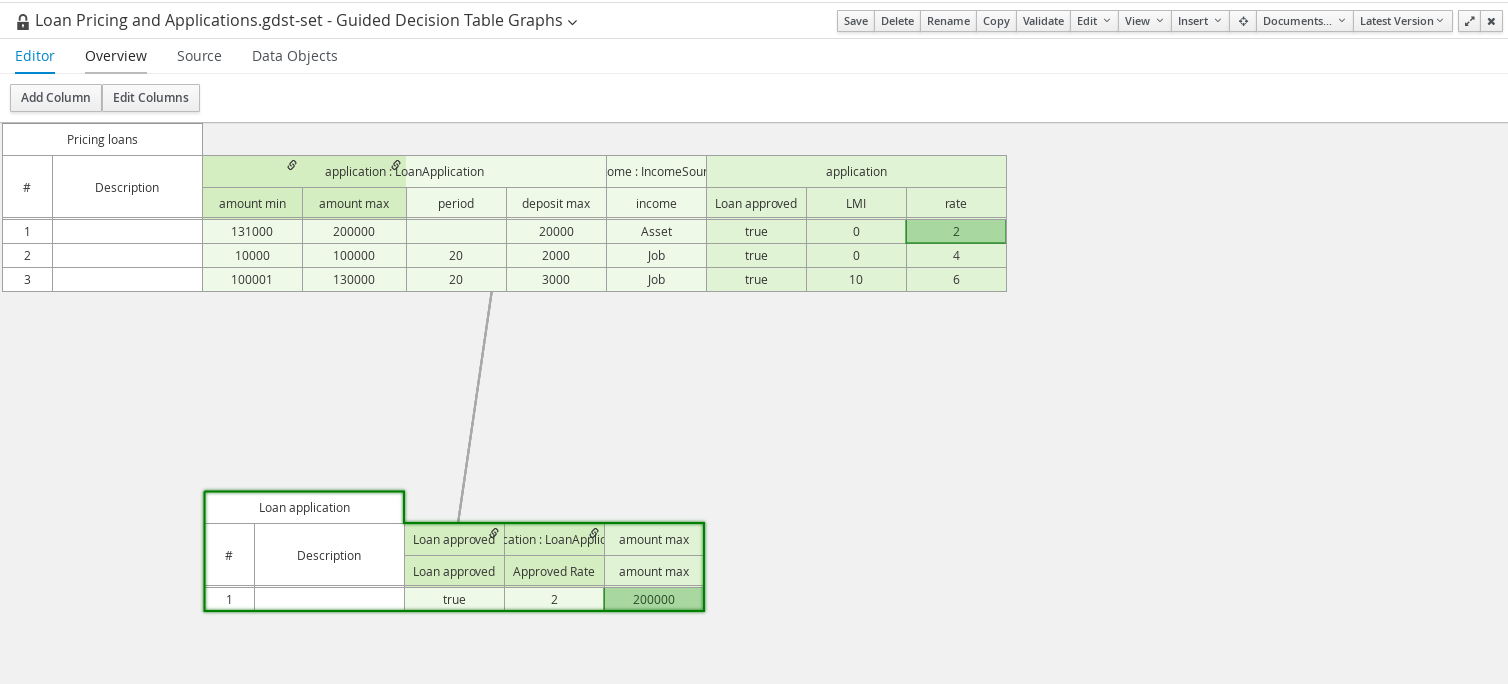 Loan Pricing and Applications.gdst-set - Guided Decision Table Graphs
Save Delete Rename Copy Validate Edit View Insert Documents... Latest Version
Editor Overview Source Data Objects
Add Column Edit Columns
Pricing loans
# Description application : LoanApplication ome : IncomeSour application
amount min amount max period deposit max income Loan approved LMI rate
1 131000 200000 20000 Asset true 0 2
2 10000 100000 20 2000 Job true 0 4
3 100001 130000 20 3000 Job true 10 6
Loan application
# Description Loan approved cation : LoanApplic amount max
Loan approved Approved Rate amount max
1 true 2 200000